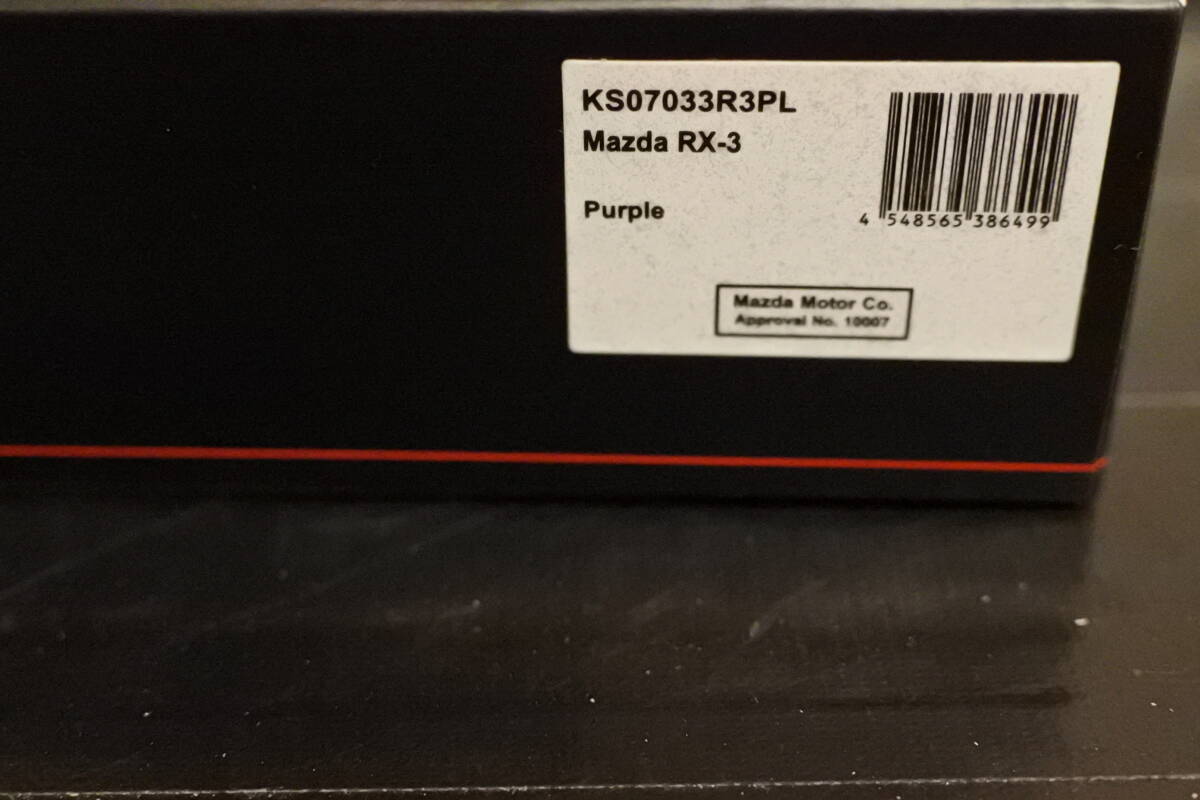 KS07033R3PL
Mazda RX-3
Purple
4 548565 386499
Mazda Motor Co.
Approval No. 10007